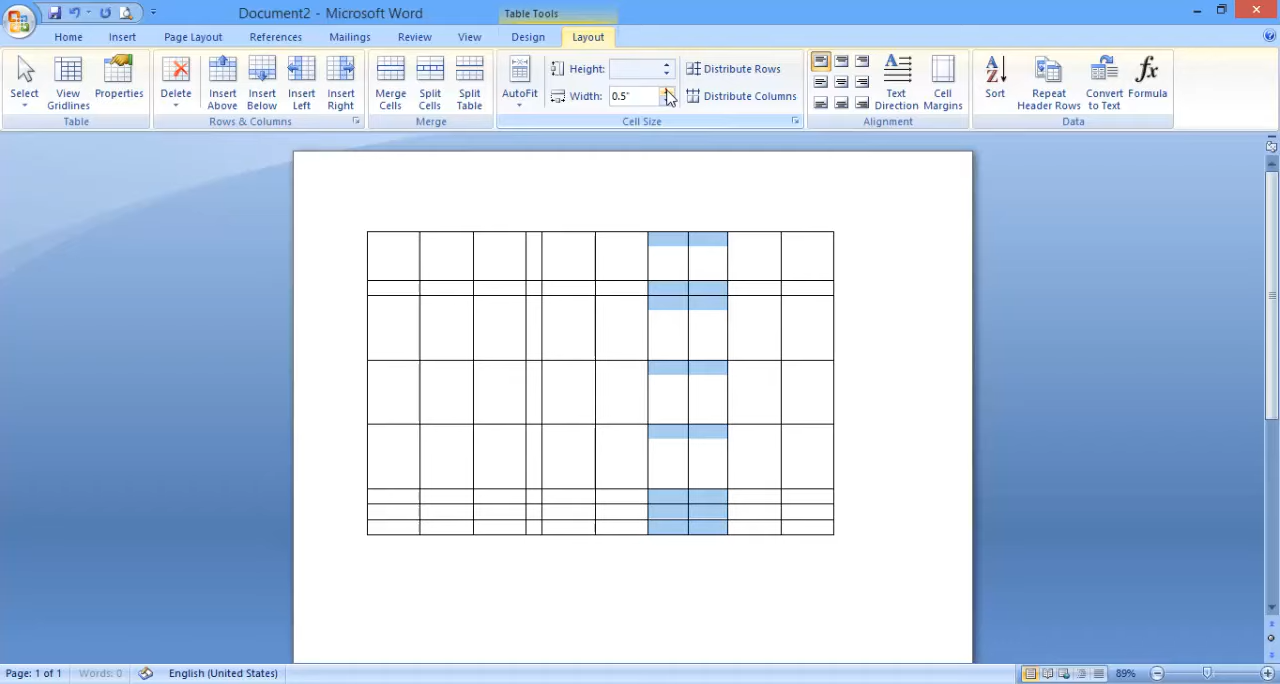 Document2 - Microsoft Word
Table Tools
Home Insert Page Layout References Mailings Review View Design Layout
Select
View Gridlines
Properties
Table
Delete
Insert Above
Insert Below
Insert Left
Insert Right
Rows & Columns
Merge Cells
Split Cells
Split Table
Merge
AutoFit
Height:
Width: 0.5"
Distribute Rows
Distribute Columns
Cell Size
Text Direction
Cell Margins
Alignment
Sort
Repeat Header Rows
Convert to Text
fx
Formula
Data
Page: 1 of 1 Words: 0 English (United States) 89%